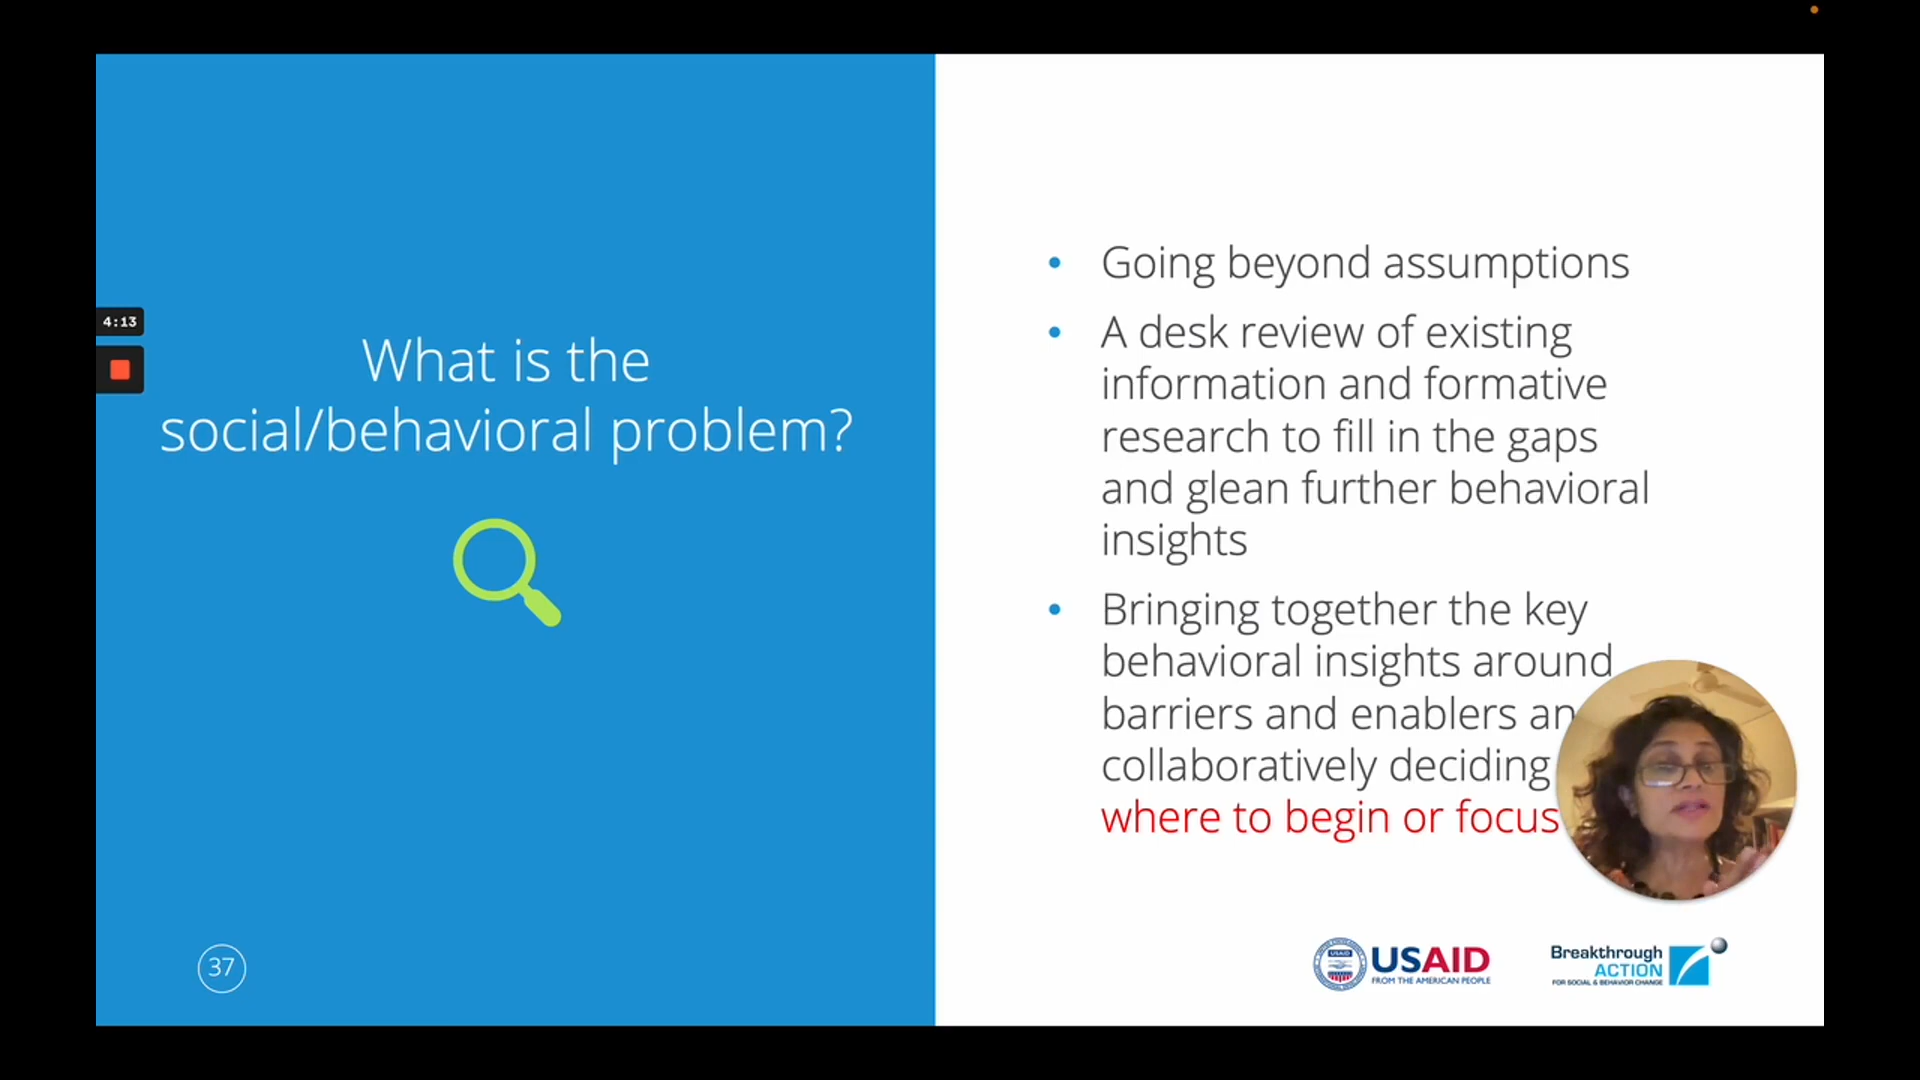 4:13
What is the
social/behavioral problem?
37
• Going beyond assumptions
• A desk review of existing
information and formative
research to fill in the gaps
and glean further behavioral
insights
• Bringing together the key
behavioral insights around
barriers and enablers an
collaboratively deciding
where to begin or focus
USAID
USAID
FROM THE AMERICAN PEOPLE
Breakthrough
ACTION
FOR SOCIAL & BEHAVIOR CHANGE